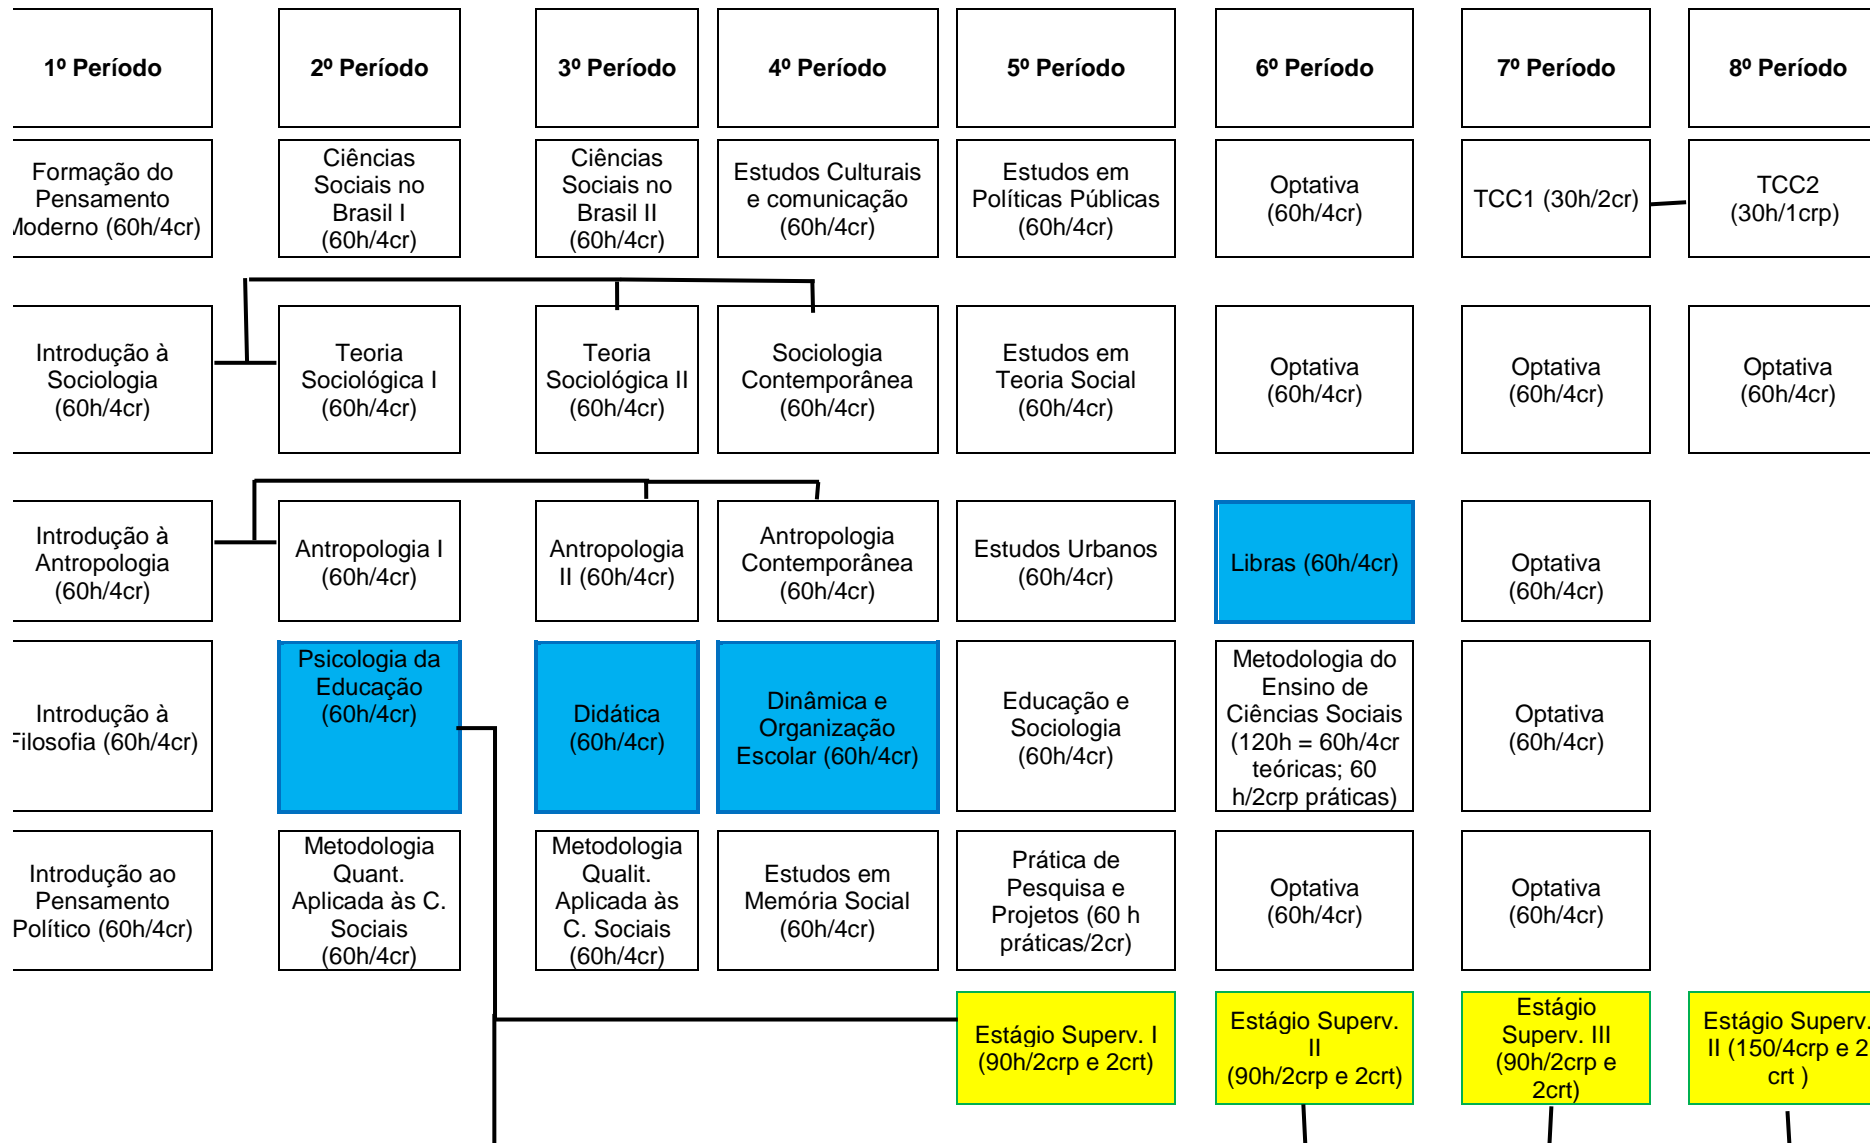 1º Período
2º Período
3º Período
4º Período
5º Período
6º Período
7º Período
8º Período
Formação do
Pensamento
Moderno (60h/4cr)
Ciências
Sociais no
Brasil I
(60h/4cr)
Ciências
Sociais no
Brasil II
(60h/4cr)
Estudos Culturais
e comunicação
(60h/4cr)
Estudos em
Políticas Públicas
(60h/4cr)
Optativa
(60h/4cr)
TCC1 (30h/2cr)
TCC2
(30h/1crp)
Introdução à
Sociologia
(60h/4cr)
Teoria
Sociológica I
(60h/4cr)
Teoria
Sociológica II
(60h/4cr)
Sociologia
Contemporânea
(60h/4cr)
Estudos em
Teoria Social
(60h/4cr)
Optativa
(60h/4cr)
Optativa
(60h/4cr)
Optativa
(60h/4cr)
Introdução à
Antropologia
(60h/4cr)
Antropologia I
(60h/4cr)
Antropologia
II (60h/4cr)
Antropologia
Contemporânea
(60h/4cr)
Estudos Urbanos
(60h/4cr)
Libras (60h/4cr)
Optativa
(60h/4cr)
Introdução à
Filosofia (60h/4cr)
Psicologia da
Educação
(60h/4cr)
Didática
(60h/4cr)
Dinâmica e
Organização
Escolar (60h/4cr)
Educação e
Sociologia
(60h/4cr)
Metodologia do
Ensino de
Ciências Sociais
(120h = 60h/4cr
teóricas; 60
h/2crp práticas)
Optativa
(60h/4cr)
Introdução ao
Pensamento
Político (60h/4cr)
Metodologia
Quant.
Aplicada às C.
Sociais
(60h/4cr)
Metodologia
Qualit.
Aplicada às
C. Sociais
(60h/4cr)
Estudos em
Memória Social
(60h/4cr)
Prática de
Pesquisa e
Projetos (60 h
práticas/2cr)
Optativa
(60h/4cr)
Optativa
(60h/4cr)
Estágio Superv. I
(90h/2crp e 2crt)
Estágio Superv.
II
(90h/2crp e 2crt)
Estágio
Superv. III
(90h/2crp e
2crt)
Estágio Superv.
II (150/4crp e 2
crt )